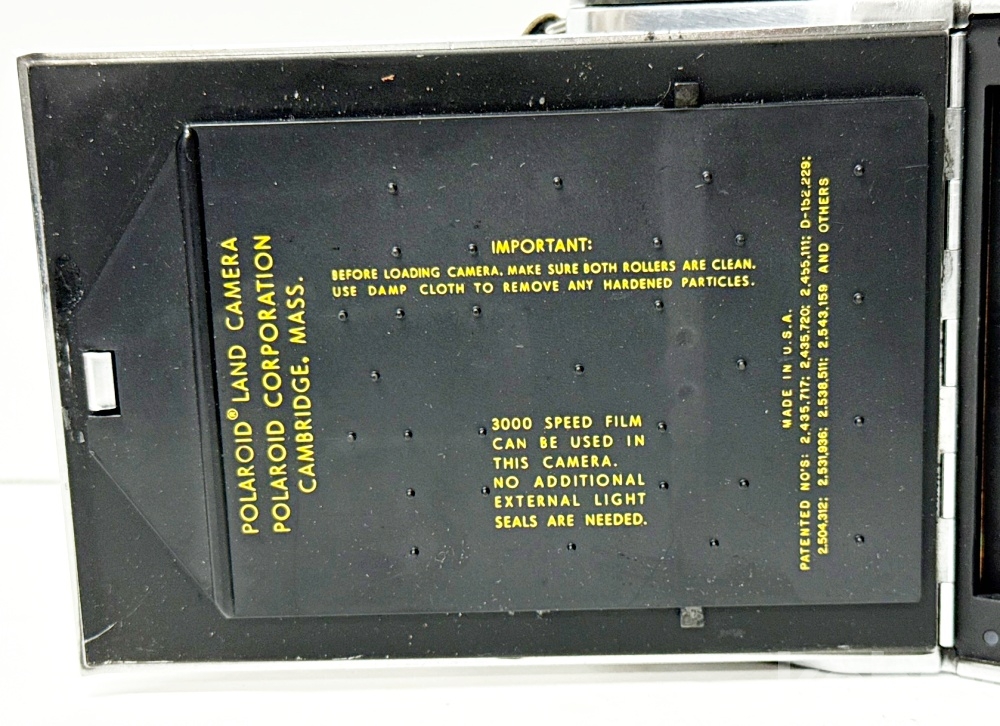 POLAROID® LAND CAMERA
POLAROID CORPORATION
CAMBRIDGE, MASS.
IMPORTANT:
BEFORE LOADING CAMERA, MAKE SURE BOTH ROLLERS ARE CLEAN.
USE DAMP CLOTH TO REMOVE ANY HARDENED PARTICLES.
3000 SPEED FILM
CAN BE USED IN
THIS CAMERA.
NO ADDITIONAL
EXTERNAL LIGHT
SEALS ARE NEEDED.
MADE IN U.S.A.
PATENTED NO'S: 2,435,717; 2,435,720; 2,455,111; D-152,229;
2,504,312; 2,531,936; 2,538,511; 2,543,159 AND OTHERS